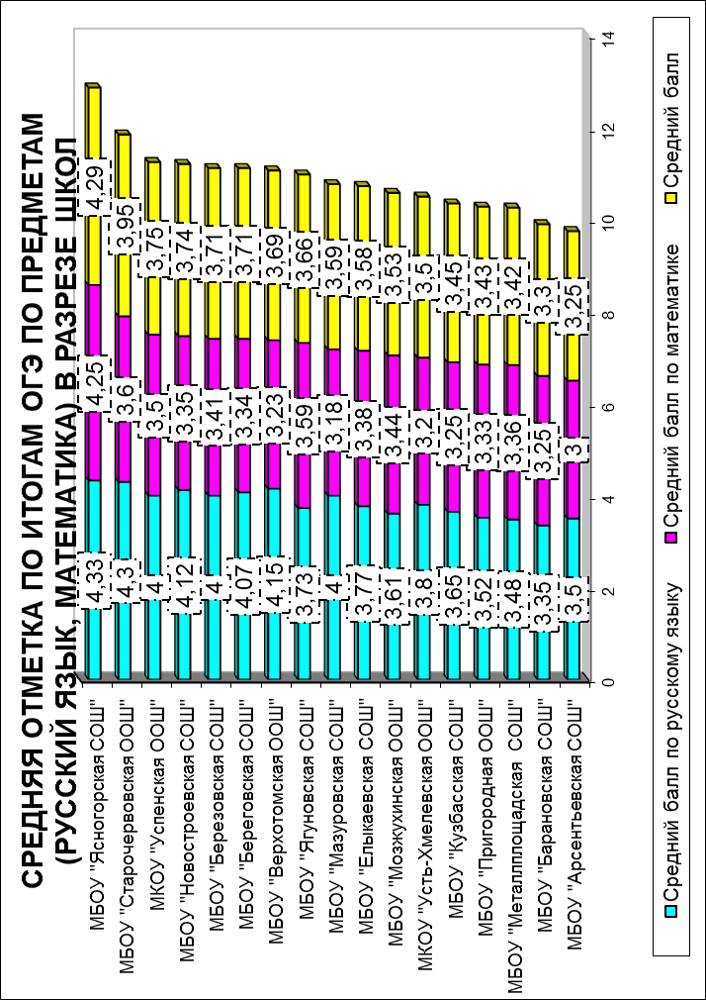 СРЕДНЯЯ ОТМЕТКА ПО ИТОГАМ ОГЭ ПО ПРЕДМЕТАМ
(РУССКИЙ ЯЗЫК, МАТЕМАТИКА) В РАЗРЕЗЕ ШКОЛ
МБОУ "Ясногорская СОШ" 4,33 4,25 4,29
МБОУ "Старочервовская ООШ" 4,3 3,6 3,95
МКОУ "Успенская ООШ" 4 3,5 3,75
МБОУ "Новостроевская СОШ" 4,12 3,35 3,74
МБОУ "Березовская СОШ" 4 3,41 3,71
МБОУ "Береговская СОШ" 4,07 3,34 3,71
МБОУ "Верхотомская ООШ" 4,15 3,23 3,69
МБОУ "Ягуновская СОШ" 3,73 3,59 3,66
МБОУ "Мазуровская СОШ" 4 3,18 3,59
МБОУ "Елыкаевская СОШ" 3,77 3,38 3,58
МБОУ "Мозжухинская ООШ" 3,61 3,44 3,53
МКОУ "Усть-Хмелевская ООШ" 3,8 3,2 3,5
МБОУ "Кузбасская ООШ" 3,65 3,25 3,45
МБОУ "Пригородная ООШ" 3,52 3,33 3,43
МБОУ "Металлплощадская СОШ" 3,48 3,36 3,42
МБОУ "Барановская СОШ" 3,35 3,25 3,3
МБОУ "Арсентьевская СОШ" 3,5 3 3,25
0 2 4 6 8 10 12 14
Средний балл по русскому языку Средний балл по математике Средний балл